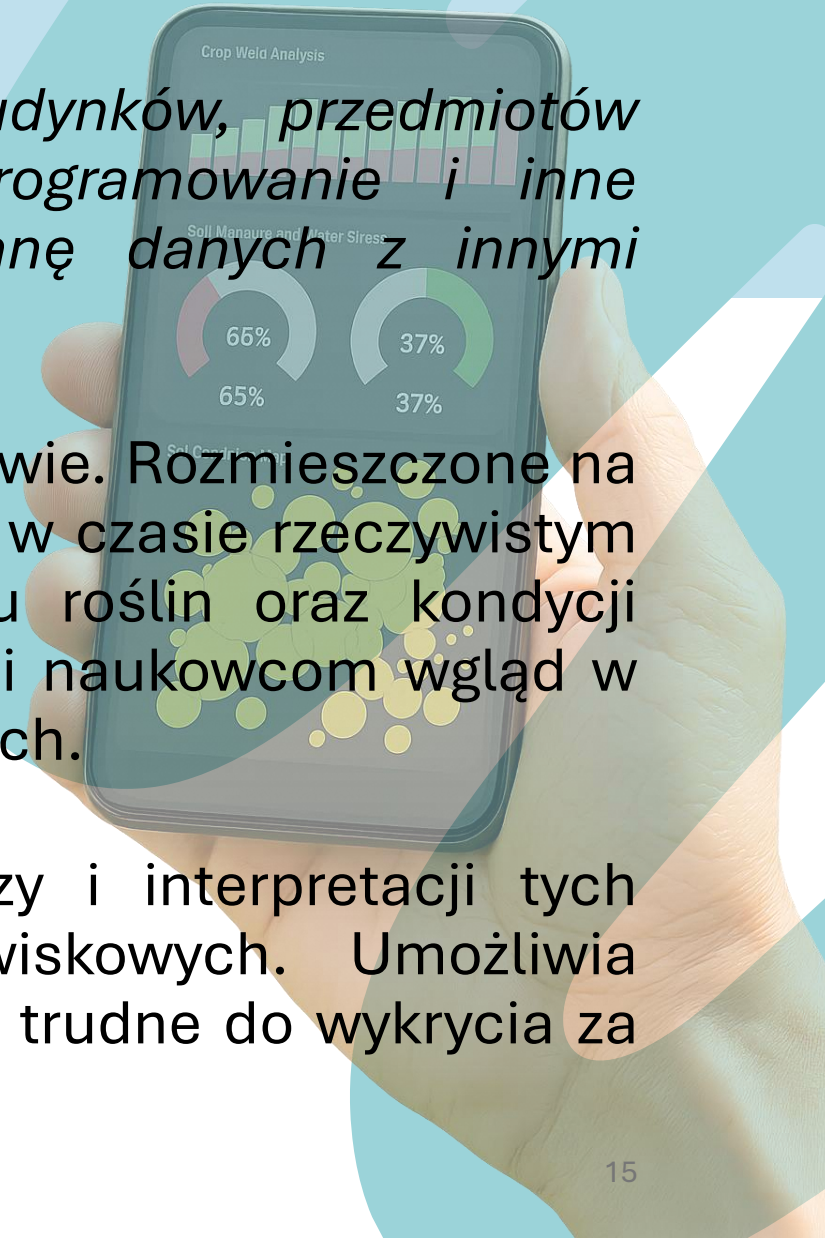 Crop Weld Analysis
udynków, przedmiotów
rogramowanie i inne
nę danych z innymi
Soll Manaure and Water Siress
65% 37%
65% 37%
wie. Rozmieszczone na
w czasie rzeczywistym
u roślin oraz kondycji
i naukowcom wgląd w
ch.
zy i interpretacji tych
wiskowych. Umożliwia
trudne do wykrycia za
15